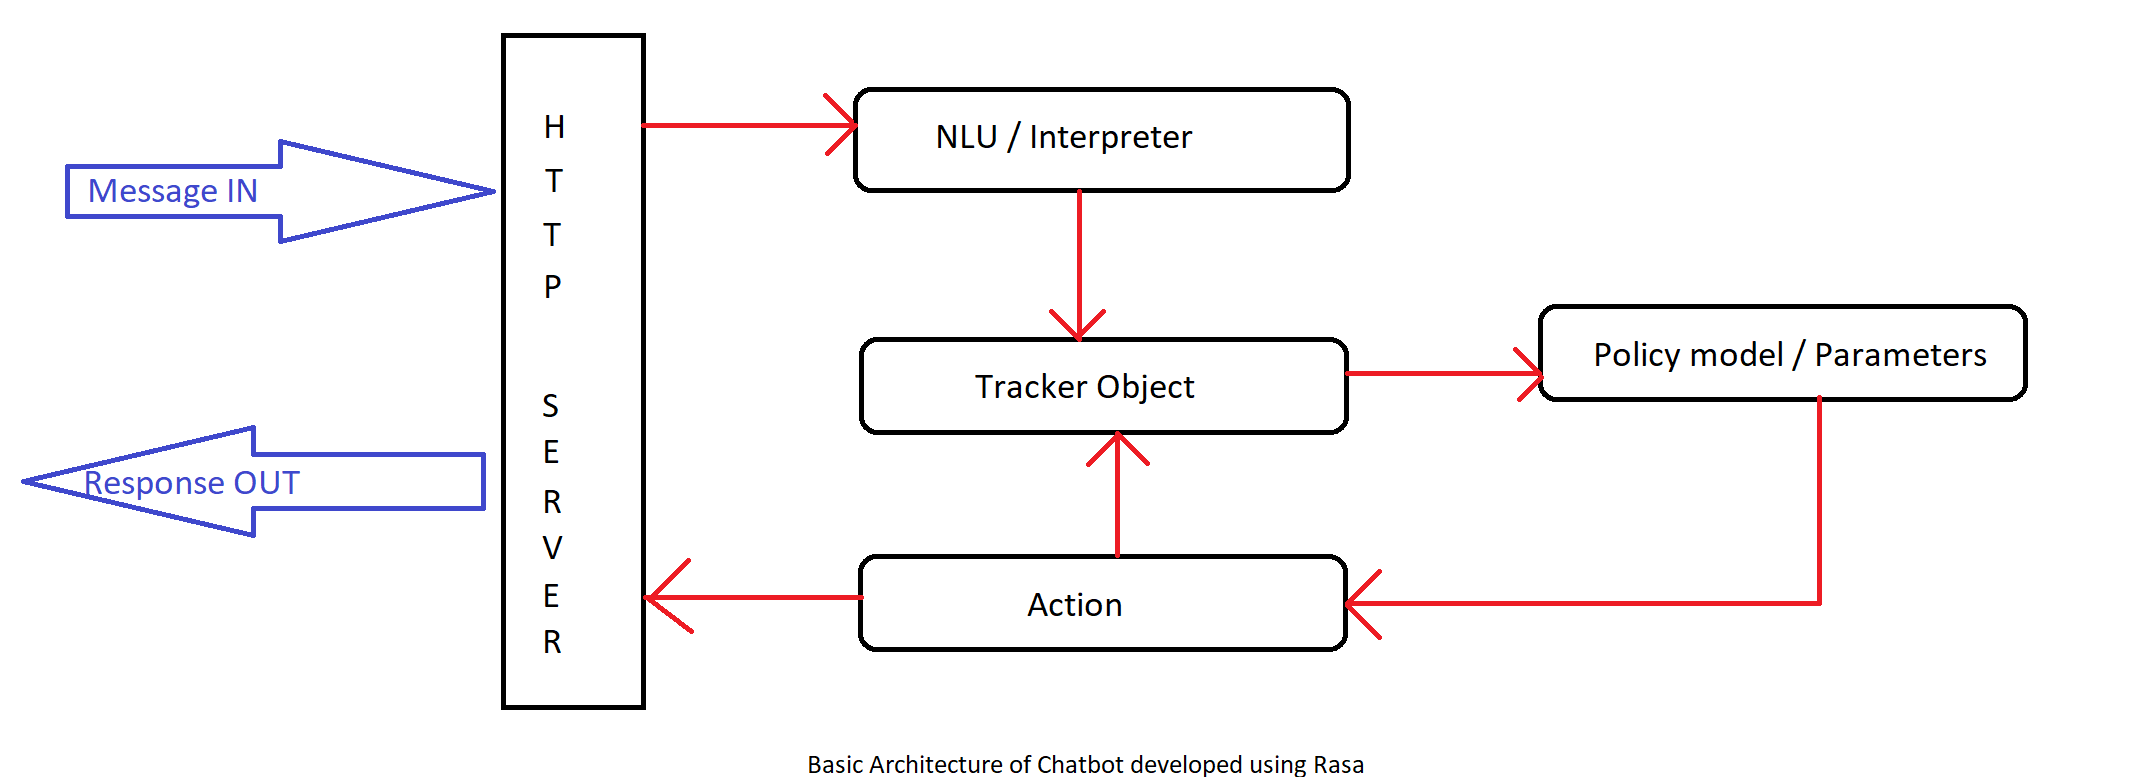 Message IN
Response OUT
H
T
T
P
S
E
R
V
E
R
NLU / Interpreter
Tracker Object
Policy model / Parameters
Action
Basic Architecture of Chatbot developed using Rasa